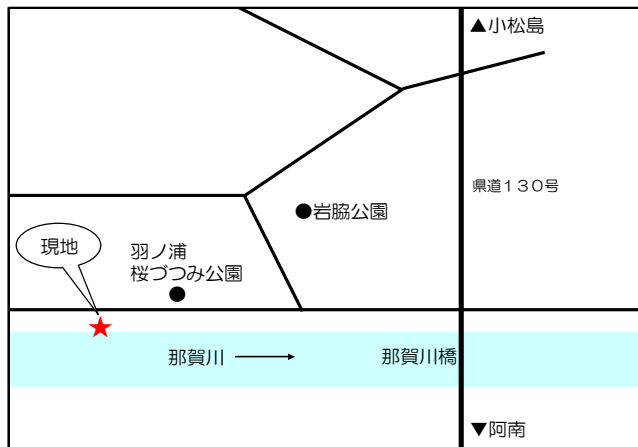 ▲小松島
県道130号
●岩脇公園
現地
羽ノ浦
桜づつみ公園
那賀川
那賀川橋
▼阿南